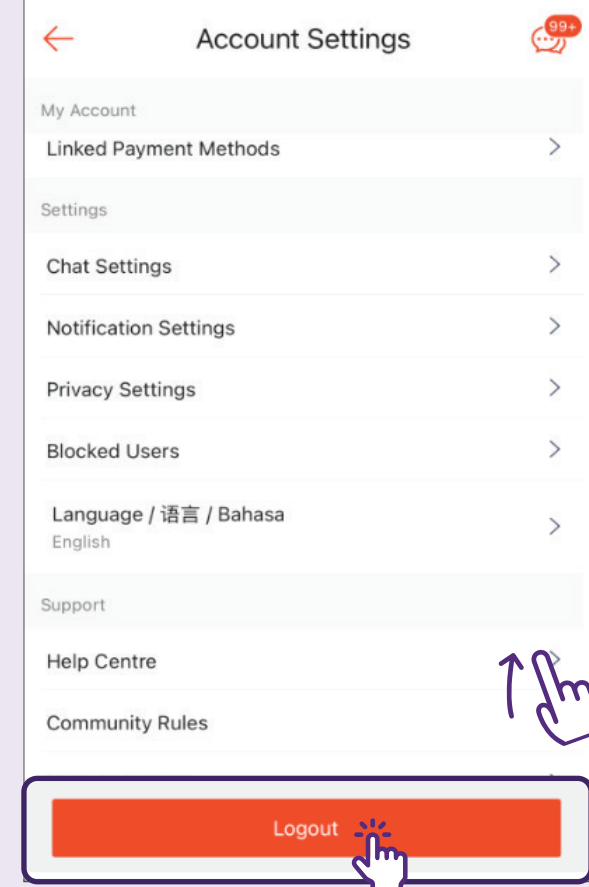 Account Settings
99+
My Account
Linked Payment Methods
Settings
Chat Settings
Notification Settings
Privacy Settings
Blocked Users
Language / 语言 / Bahasa
English
Support
Help Centre
Community Rules
Logout